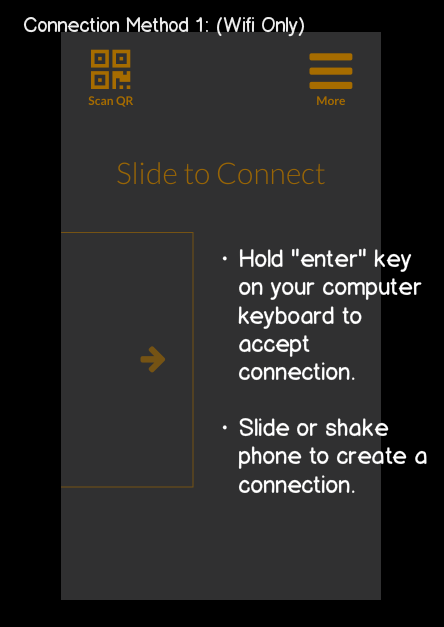 Connection Method 1: (Wifi Only)
Scan QR
More
Slide to Connect
• Hold "enter" key
on your computer
keyboard to
accept
connection.
• Slide or shake
phone to create a
connection.